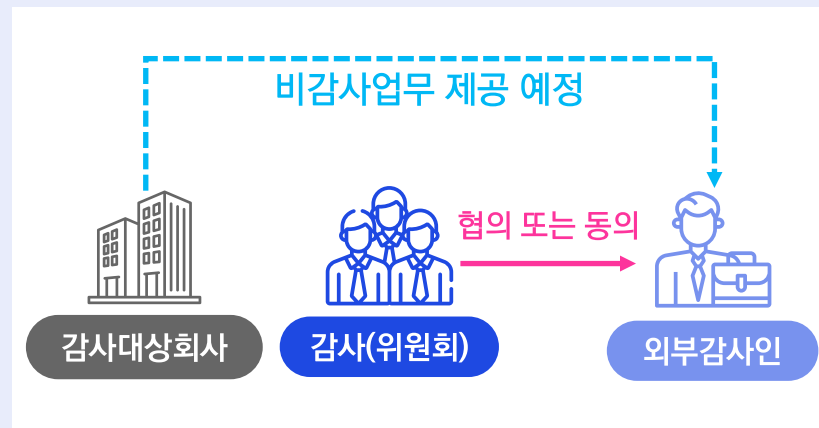 비감사업무 제공 예정
협의 또는 동의
감사대상회사
감사(위원회)
외부감사인